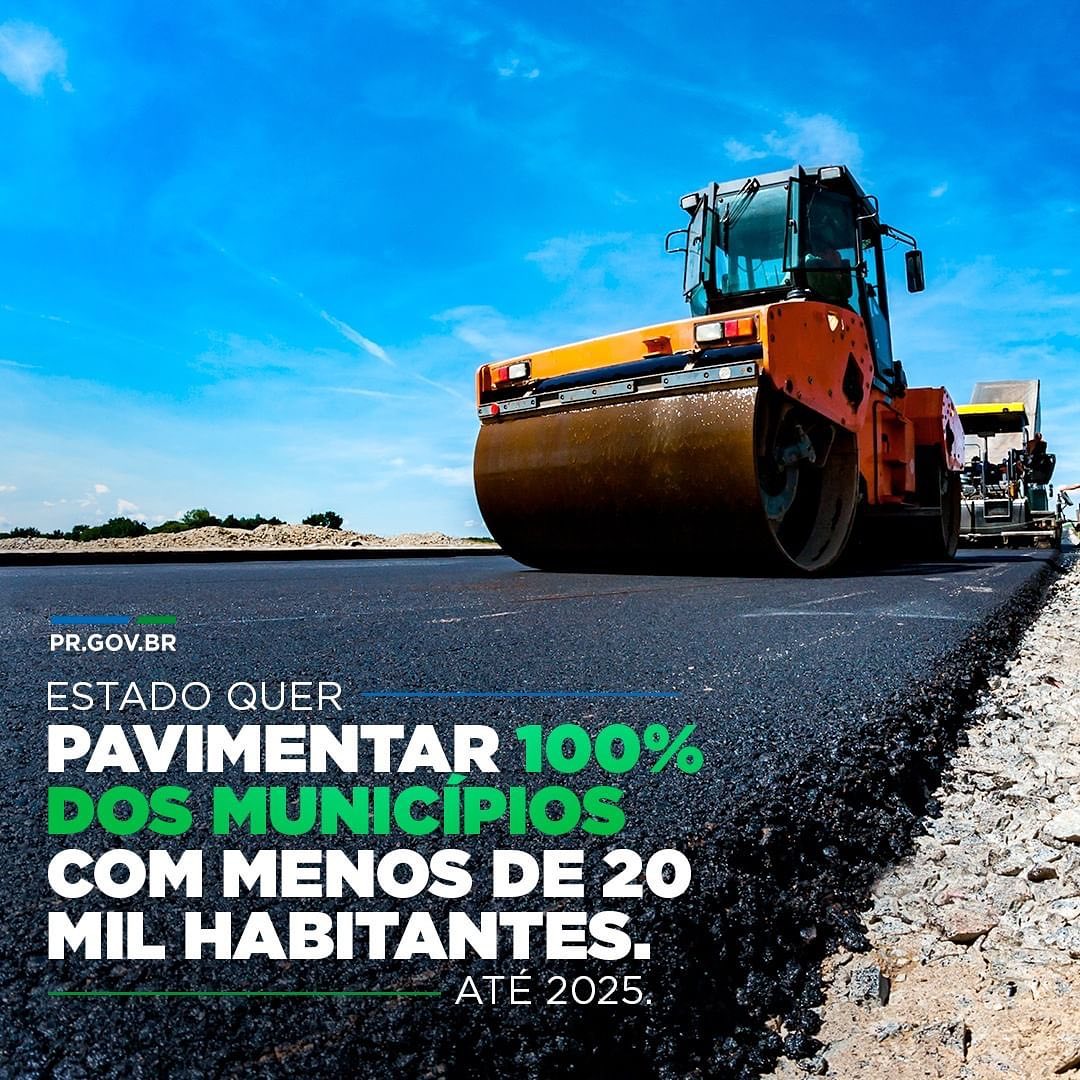 PR.GOV.BR
ESTADO QUER
PAVIMENTAR 100%
DOS MUNICÍPIOS
COM MENOS DE 20
MIL HABITANTES.
ATÉ 2025.